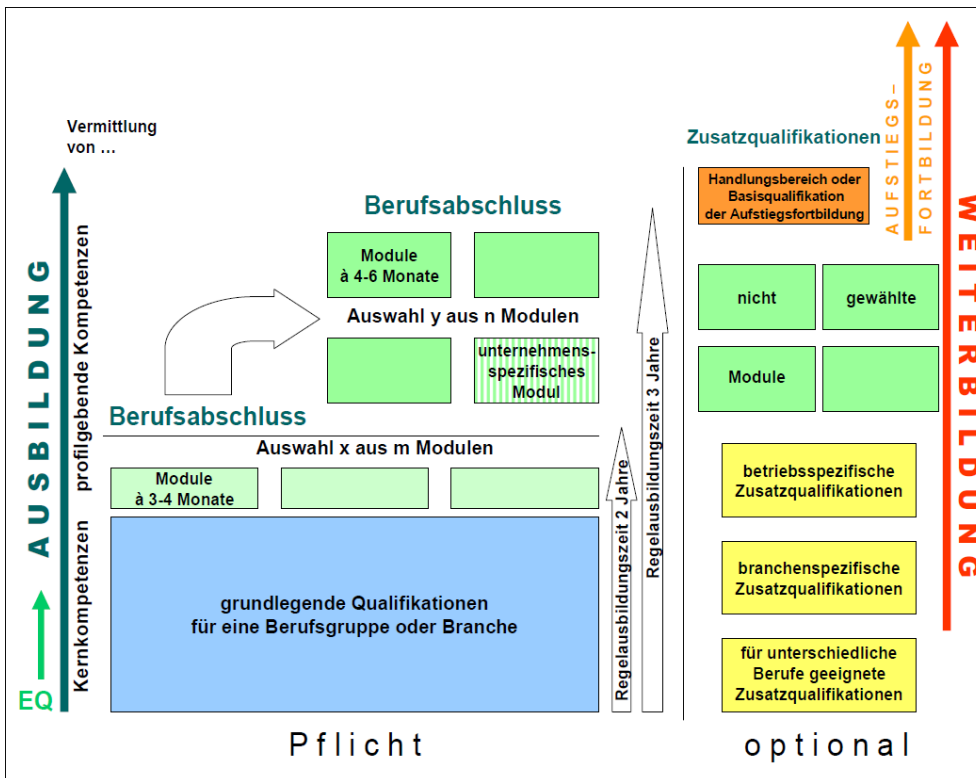 Vermittlung
von ...
AUSBILDUNG
EQ
profilgebende Kompetenzen
Kernkompetenzen
Berufsabschluss
Module
à 4-6 Monate
Auswahl y aus n Modulen
unternehmens-
spezifisches
Modul
Berufsabschluss
Auswahl x aus m Modulen
Module
à 3-4 Monate
grundlegende Qualifikationen
für eine Berufsgruppe oder Branche
Regelausbildungszeit 2 Jahre
Regelausbildungszeit 3 Jahre
Pflicht
Zusatzqualifikationen
Handlungsbereich oder
Basisqualifikation
der Aufstiegsfortbildung
nicht
gewählte
Module
betriebsspezifische
Zusatzqualifikationen
branchenspezifische
Zusatzqualifikationen
für unterschiedliche
Berufe geeignete
Zusatzqualifikationen
optional
AUFSTIEGS–
FORTBILDUNG
WEITERBILDUNG